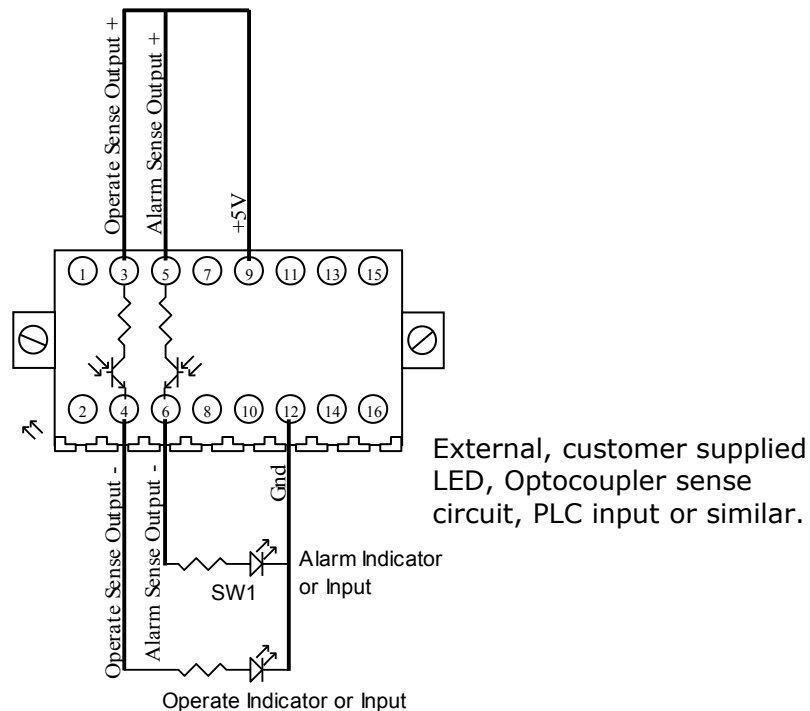 Operate Sense Output +
Alarm Sense Output +
+5V
1 3 5 7 9 11 13 15
2 4 6 8 10 12 14 16
Operate Sense Output -
Alarm Sense Output -
Gnd
External, customer supplied
LED, Optocoupler sense
circuit, PLC input or similar.
SW1
Alarm Indicator
or Input
Operate Indicator or Input